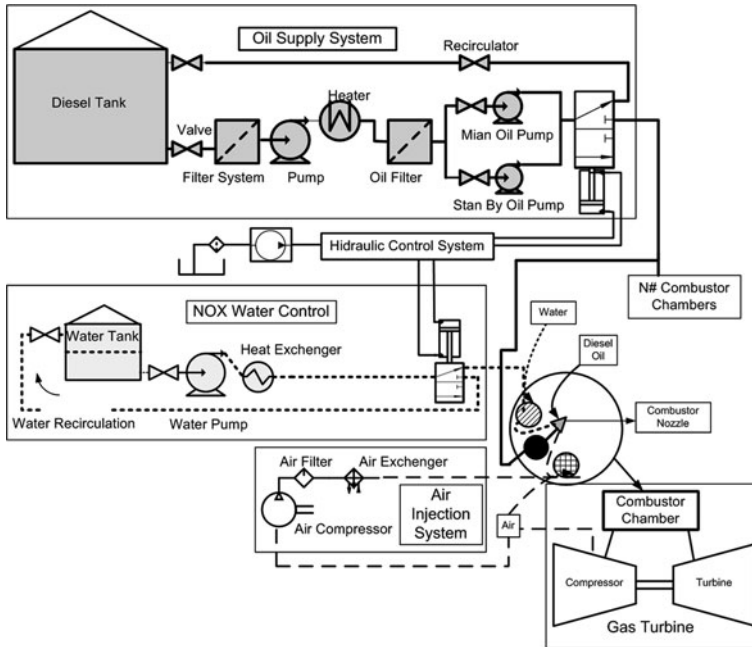 Oil Supply System
Recirculator
Diesel Tank
Heater
Valve
Mian Oil Pump
Filter System
Pump
Oil Filter
Stan By Oil Pump
Hidraulic Control System
N# Combustor
Chambers
NOX Water Control
Water
Water Tank
Diesel
Oil
Heat Exchenger
Combustor
Nozzle
Water Recirculation
Water Pump
Air Filter
Air Exchenger
Air
Injection
System
Air Compressor
Air
Combustor
Chamber
Compressor
Turbine
Gas Turbine